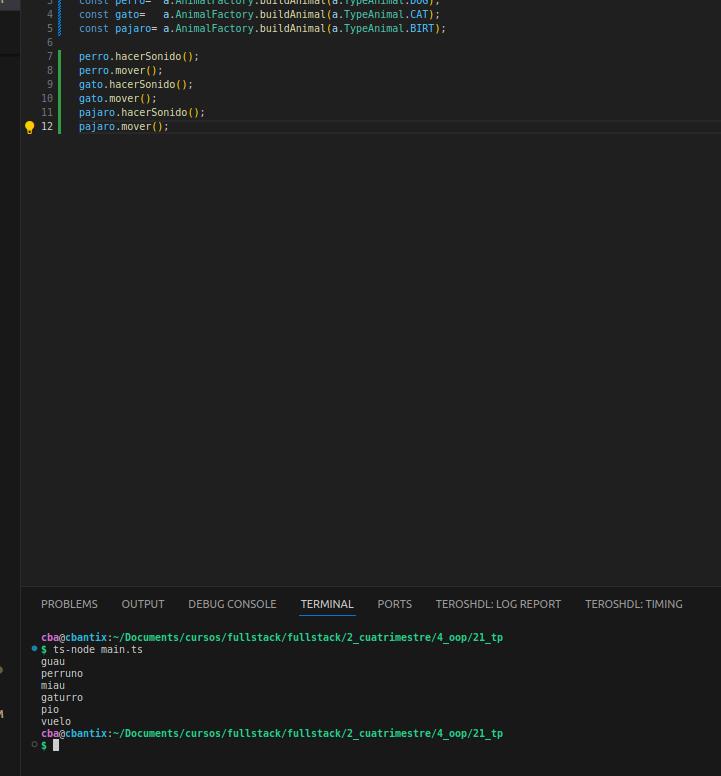 3 const perro= a.AnimalFactory.buildAnimal(a.TypeAnimal.DOG);
4 const gato= a.AnimalFactory.buildAnimal(a.TypeAnimal.CAT);
5 const pajaro= a.AnimalFactory.buildAnimal(a.TypeAnimal.BIRT);
6
7 perro.hacerSonido();
8 perro.mover();
9 gato.hacerSonido();
10 gato.mover();
11 pajaro.hacerSonido();
12 pajaro.mover();
PROBLEMS OUTPUT DEBUG CONSOLE TERMINAL PORTS TEROSHDL: LOG REPORT TEROSHDL: TIMING
cba@cbantix:~/Documents/cursos/fullstack/fullstack/2_cuatrimestre/4_oop/21_tp
$ ts-node main.ts
guau
perruno
miau
gaturro
pio
vuelo
cba@cbantix:~/Documents/cursos/fullstack/fullstack/2_cuatrimestre/4_oop/21_tp
$